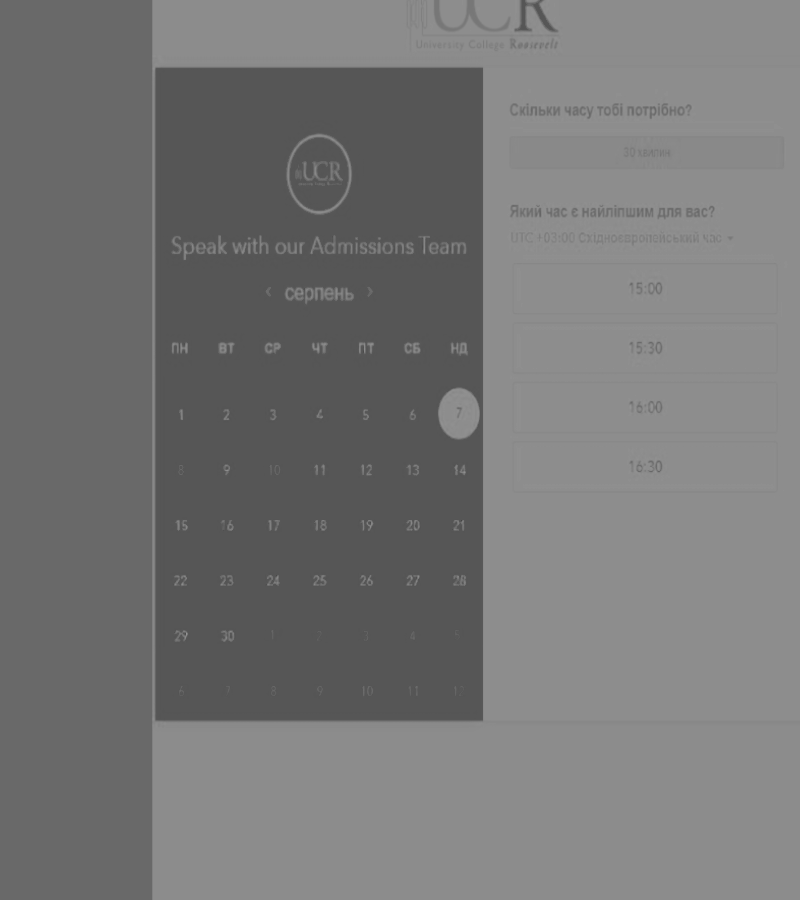 UCR
University College Roosevelt
UCR
Speak with our Admissions Team
‹ серпень ›
ПН ВТ СР ЧТ ПТ СБ НД
1 2 3 4 5 6 7
8 9 10 11 12 13 14
15 16 17 18 19 20 21
22 23 24 25 26 27 28
29 30 1 2 3 4 5
6 7 8 9 10 11 12
Скільки часу тобі потрібно?
30 хвилин
Який час є найліпшим для вас?
UTC +03:00 Східноєвропейський час
15:00
15:30
16:00
16:30